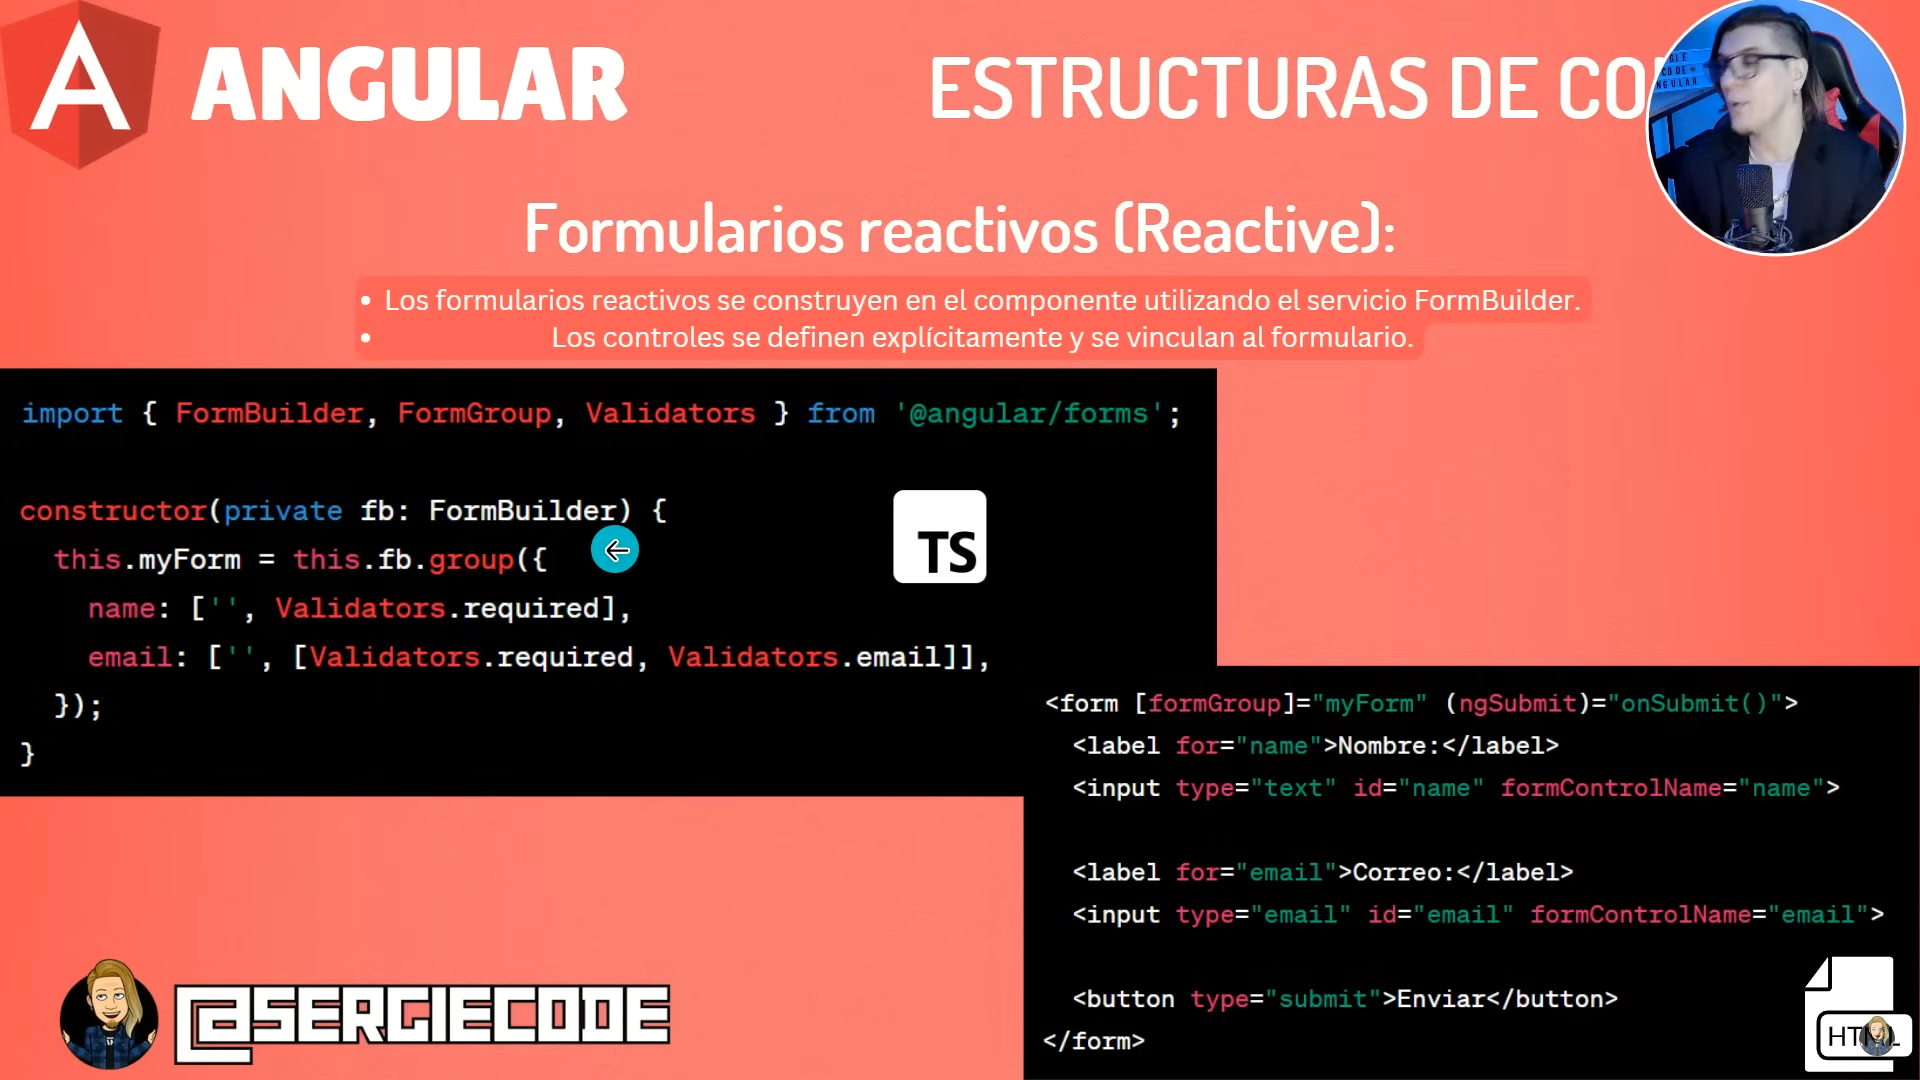 ANGULAR
ESTRUCTURAS DE CO
Formularios reactivos (Reactive):
• Los formularios reactivos se construyen en el componente utilizando el servicio FormBuilder.
• Los controles se definen explícitamente y se vinculan al formulario.
import { FormBuilder, FormGroup, Validators } from '@angular/forms';
constructor(private fb: FormBuilder) {
this.myForm = this.fb.group({
name: ['', Validators.required],
email: ['', [Validators.required, Validators.email]],
});
}
TS
<form [formGroup]="myForm" (ngSubmit)="onSubmit()">
<label for="name">Nombre:</label>
<input type="text" id="name" formControlName="name">
<label for="email">Correo:</label>
<input type="email" id="email" formControlName="email">
<button type="submit">Enviar</button>
</form>
@SERGIECODE